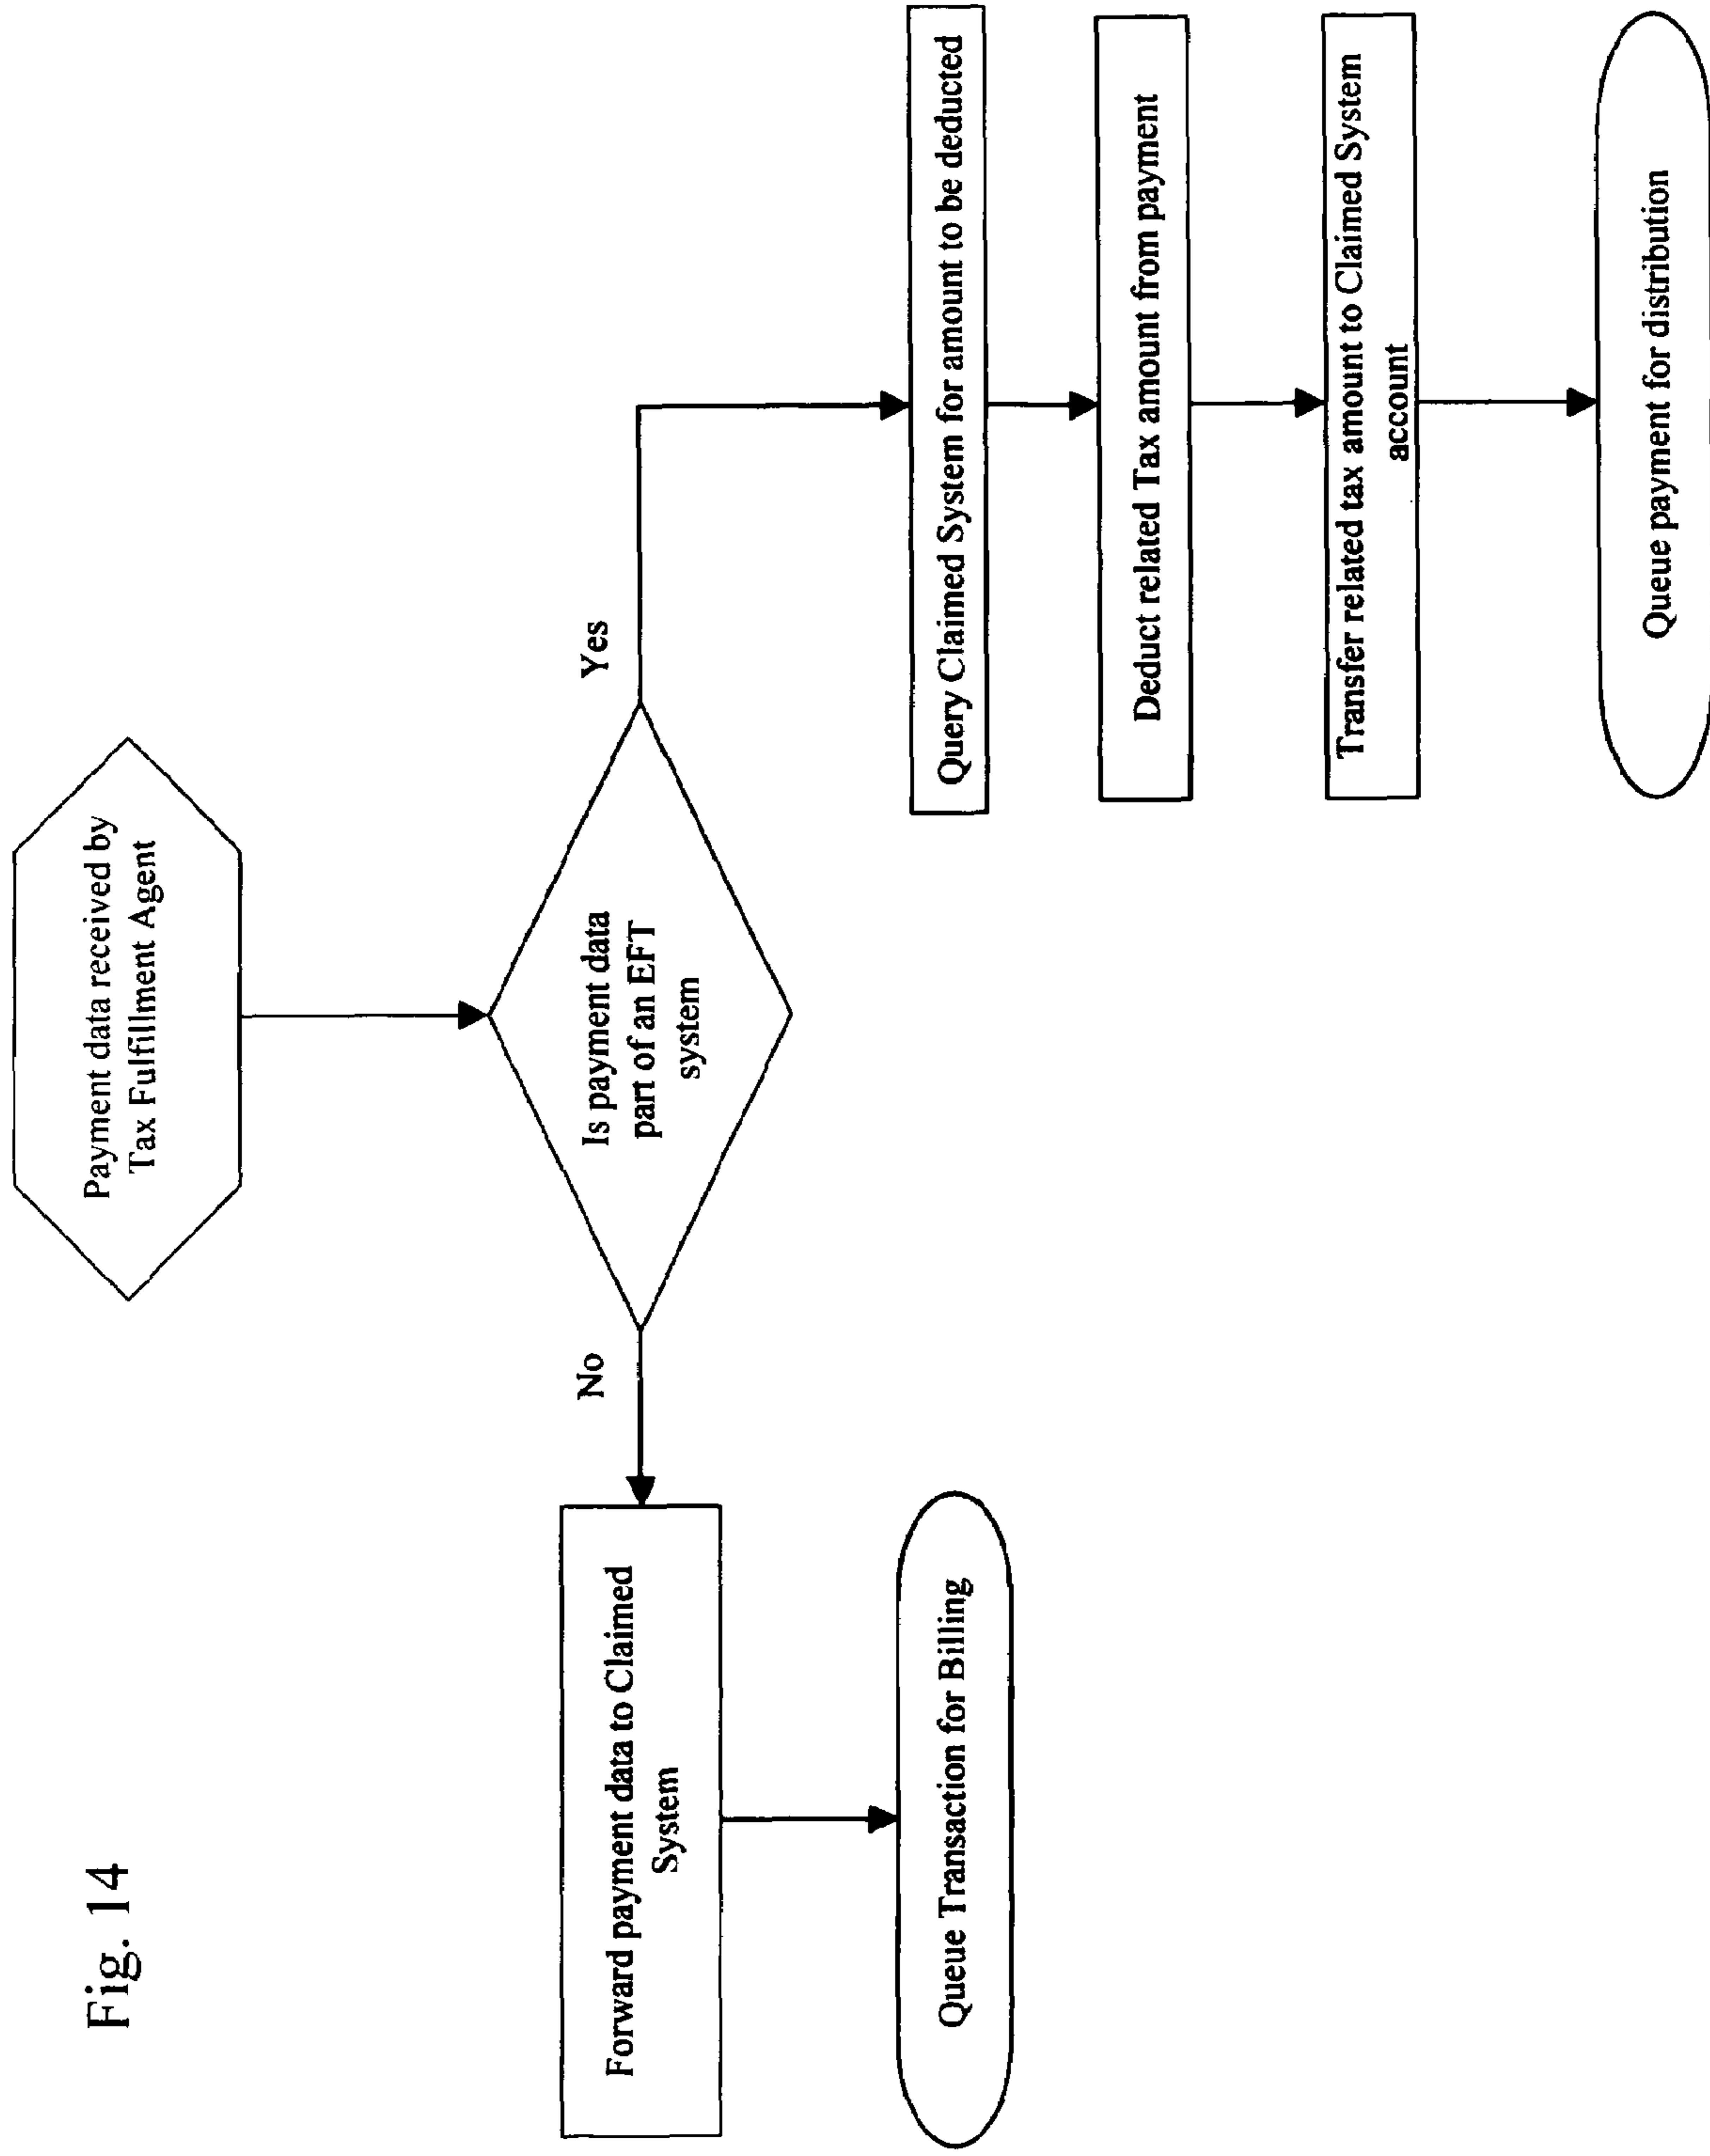 Fig. 14
Payment data received by
Tax Fulfillment Agent
Is payment data
part of an EFT
system
No
Yes
Forward payment data to Claimed
System
Queue Transaction for Billing
Query Claimed System for amount to be deducted
Deduct related Tax amount from payment
Transfer related tax amount to Claimed System
account
Queue payment for distribution